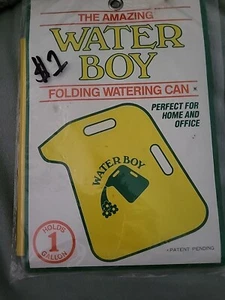 THE AMAZING
WATER
BOY
$1
FOLDING WATERING CAN
PERFECT FOR
HOME AND
OFFICE
WATER BOY
HOLDS
1
GALLON
PATENT PENDING